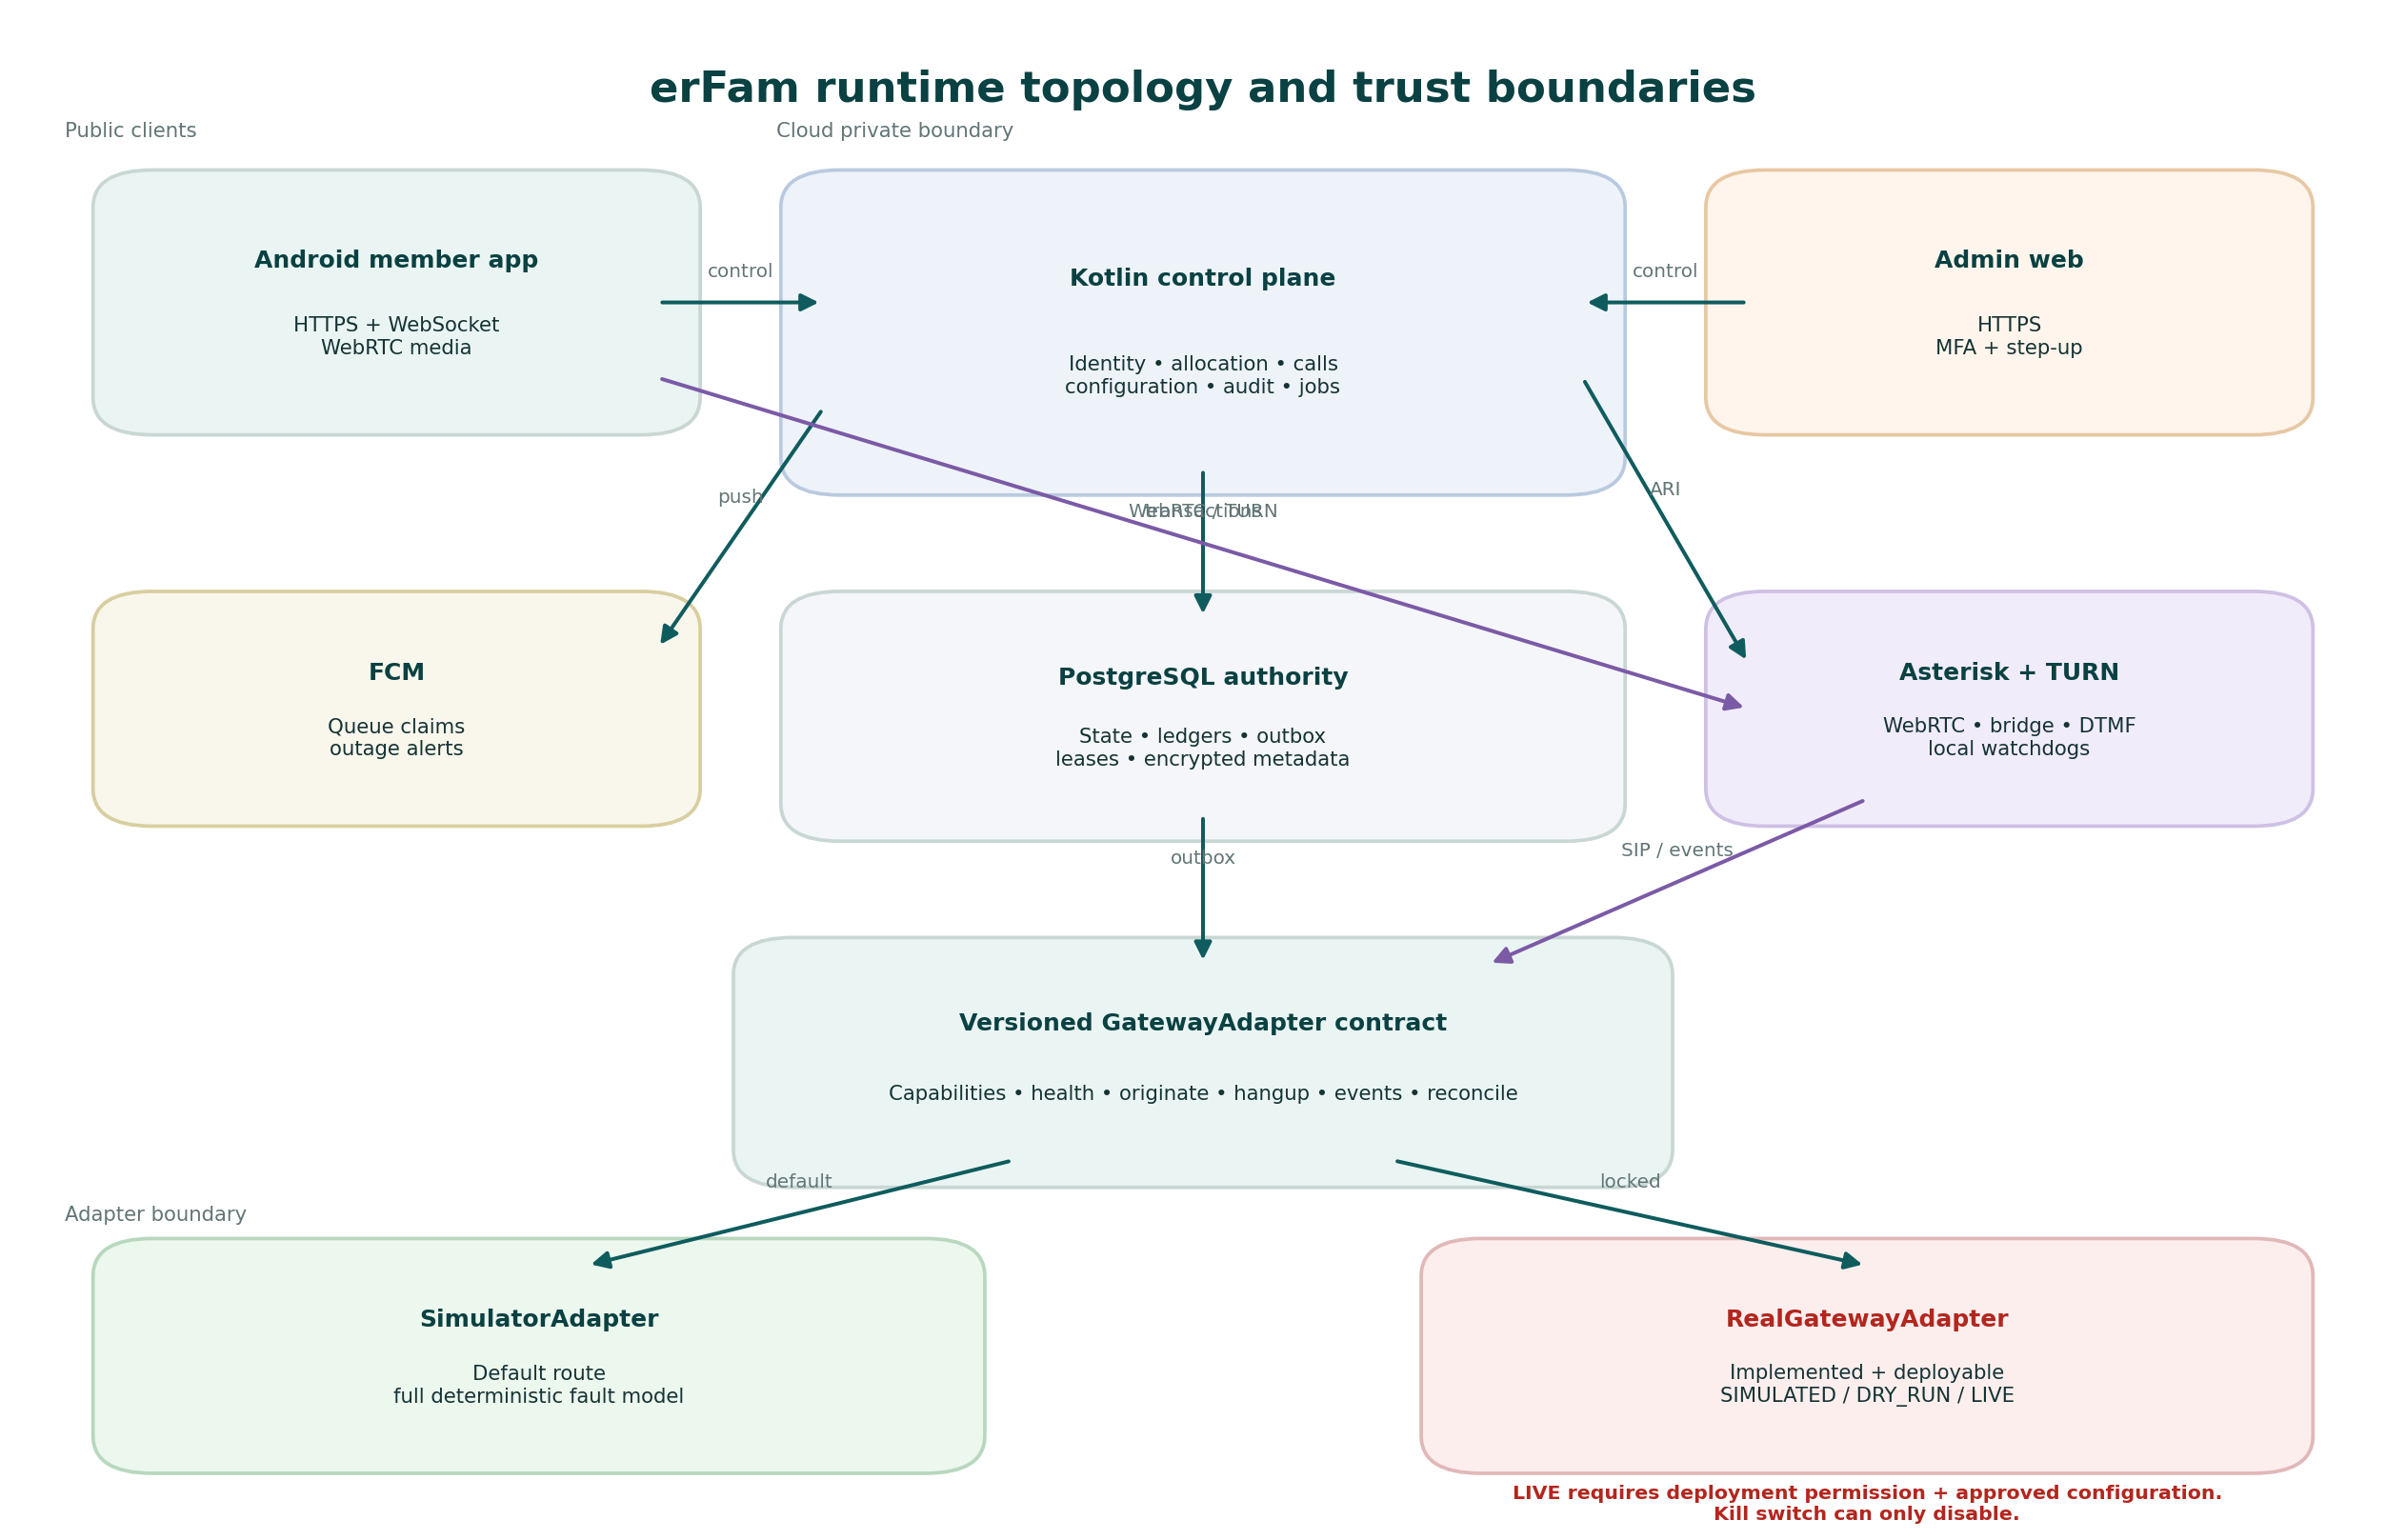 erFam runtime topology and trust boundaries
Public clients
Cloud private boundary
Android member app
HTTPS + WebSocket
WebRTC media
control
Kotlin control plane
Identity • allocation • calls
configuration • audit • jobs
control
Admin web
HTTPS
MFA + step-up
push
WebRTC / TURN
transactions
ARI
FCM
Queue claims
outage alerts
PostgreSQL authority
State • ledgers • outbox
leases • encrypted metadata
Asterisk + TURN
WebRTC • bridge • DTMF
local watchdogs
outbox
SIP / events
Versioned GatewayAdapter contract
Capabilities • health • originate • hangup • events • reconcile
default
locked
Adapter boundary
SimulatorAdapter
Default route
full deterministic fault model
RealGatewayAdapter
Implemented + deployable
SIMULATED / DRY_RUN / LIVE
LIVE requires deployment permission + approved configuration.
Kill switch can only disable.